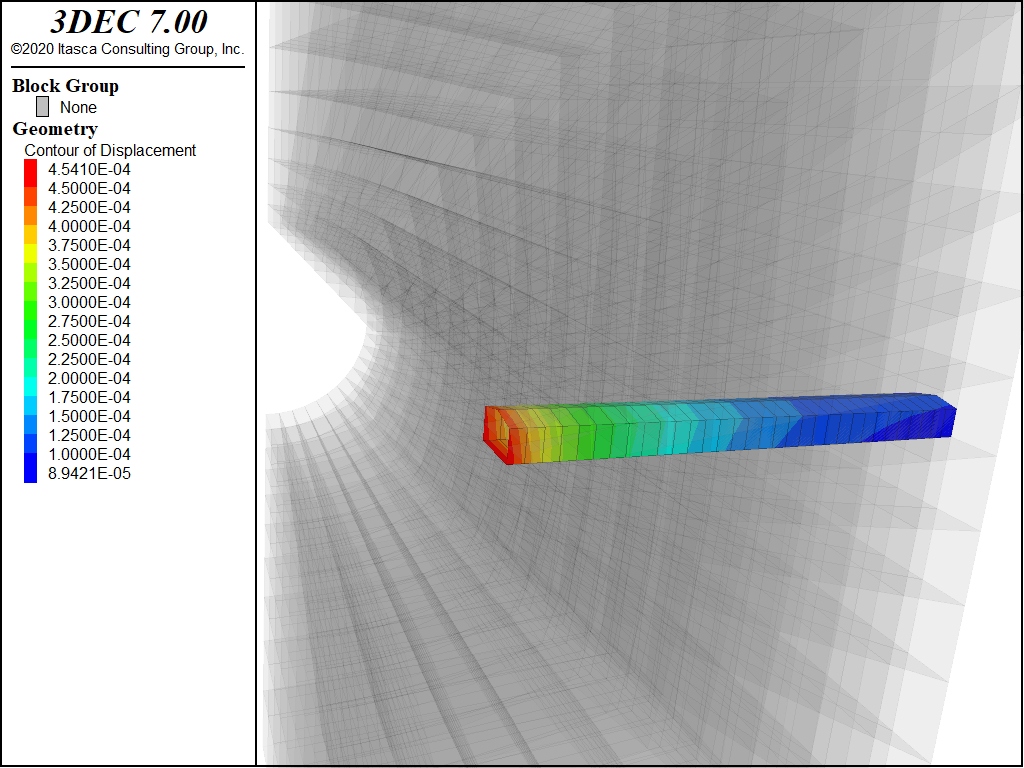 3DEC 7.00
©2020 Itasca Consulting Group, Inc.
Block Group
None
Geometry
Contour of Displacement
4.5410E-04
4.5000E-04
4.2500E-04
4.0000E-04
3.7500E-04
3.5000E-04
3.2500E-04
3.0000E-04
2.7500E-04
2.5000E-04
2.2500E-04
2.0000E-04
1.7500E-04
1.5000E-04
1.2500E-04
1.0000E-04
8.9421E-05